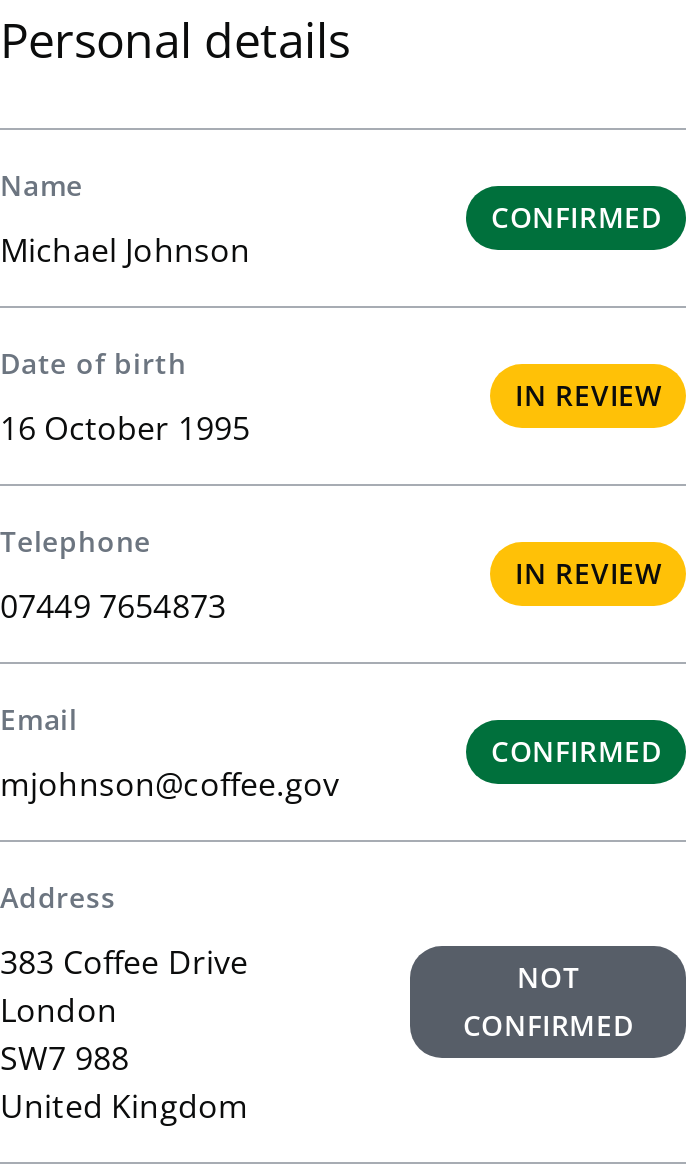 Personal details
Name
Michael Johnson
CONFIRMED
Date of birth
16 October 1995
IN REVIEW
Telephone
07449 7654873
IN REVIEW
Email
mjohnson@coffee.gov
CONFIRMED
Address
383 Coffee Drive
London
SW7 988
United Kingdom
NOT
CONFIRMED